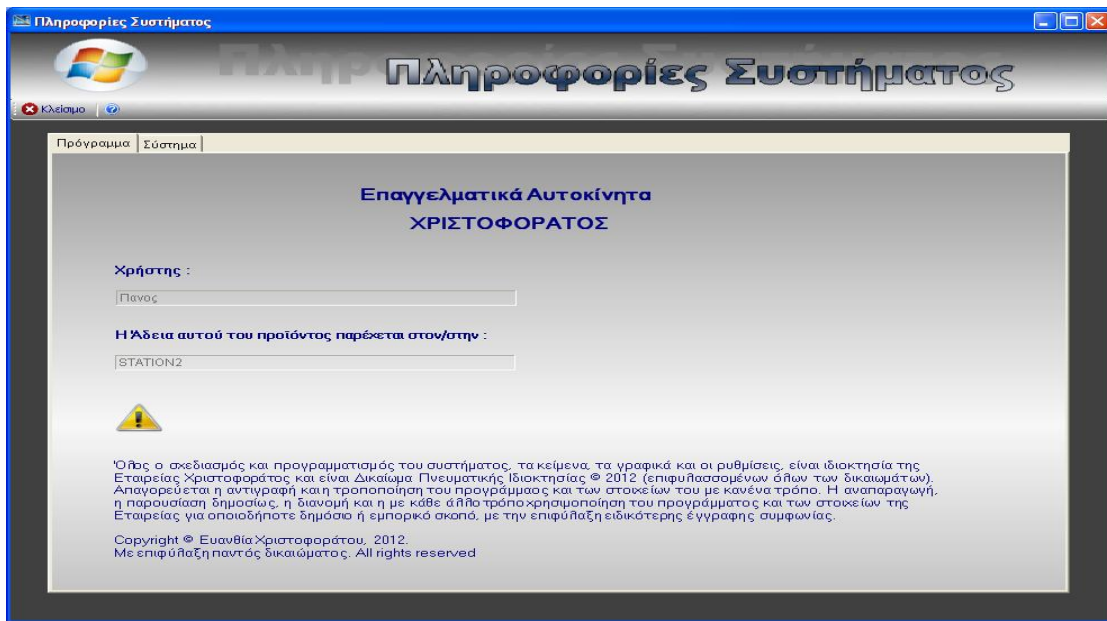 Πληροφορίες Συστήματος
Πληροφορίες Συστήματος
Κλείσιμο
Πρόγραμμα Σύστημα
Επαγγελματικά Αυτοκίνητα
ΧΡΙΣΤΟΦΟΡΑΤΟΣ
Χρήστης :
Πανος
Η Άδεια αυτού του προϊόντος παρέχεται στον/στην :
STATION2
Όλος ο σχεδιασμός και προγραμματισμός του συστήματος, τα κείμενα, τα γραφικά και οι ρυθμίσεις, είναι ιδιοκτησία της
Εταιρείας Χριστοφοράτος και είναι Δικαίωμα Πνευματικής Ιδιοκτησίας © 2012 (επιφυλασσομένων όλων των δικαιωμάτων).
Απαγορεύεται η αντιγραφή και η τροποποίηση του προγράμμαος και των στοιχείων του με κανένα τρόπο. Η αναπαραγωγή,
η παρουσίαση δημοσίως, η διανομή και η με κάθε άλλο τρόπο χρησιμοποίηση του προγράμματος και των στοιχείων της
Εταιρείας για οποιοδήποτε δημόσιο ή εμπορικό σκοπό, με την επιφύλαξη ειδικότερης έγγραφης συμφωνίας.
Copyright © Ευανθία Χριστοφοράτου, 2012.
Με επιφύλαξη παντός δικαιώματος. All rights reserved